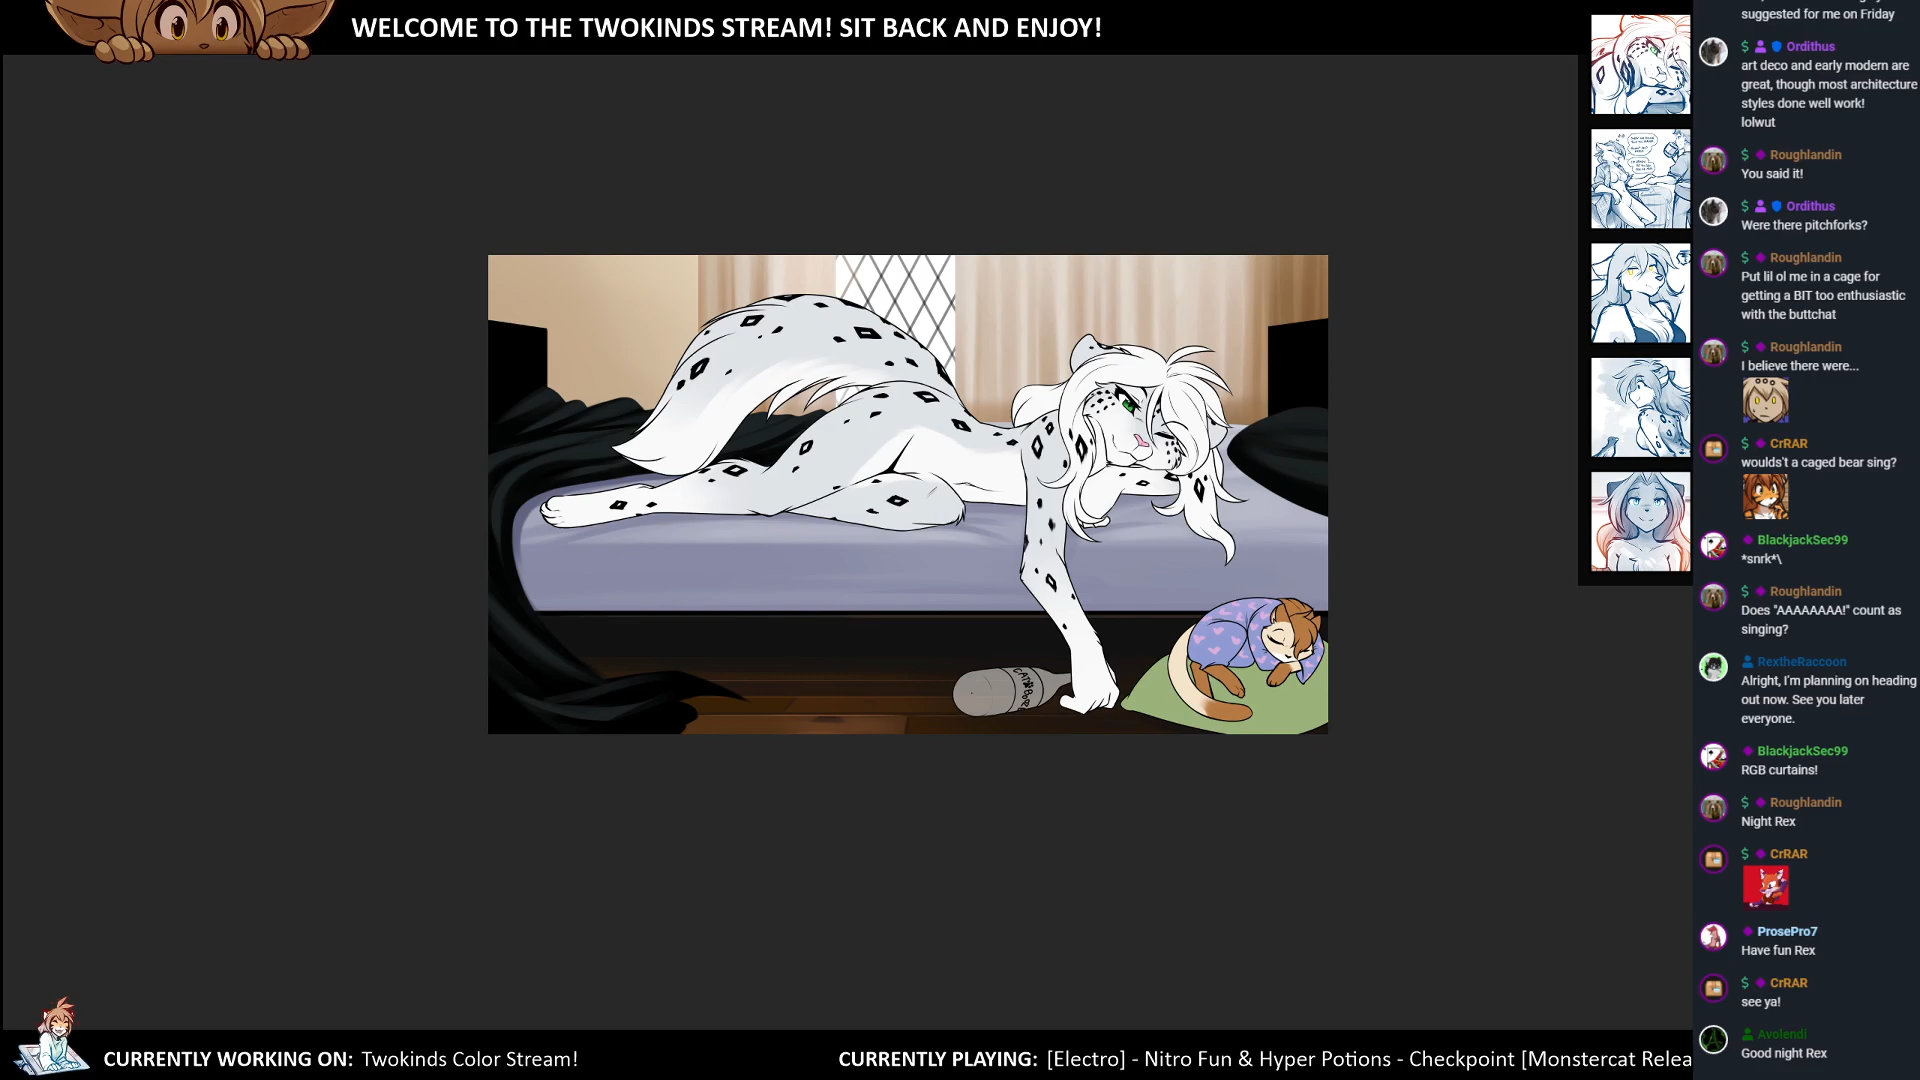 WELCOME TO THE TWOKINDS STREAM! SIT BACK AND ENJOY!
suggested for me on Friday
$ Ordithus
art deco and early modern are
great, though most architecture
styles done well work!
lolwut
$ Roughlandin
You said it!
$ Ordithus
Were there pitchforks?
$ Roughlandin
Put lil ol me in a cage for
getting a BIT too enthusiastic
with the buttchat
$ Roughlandin
I believe there were...
$ CrRAR
woulds't a caged bear sing?
BlackjackSec99
*snrk*\
$ Roughlandin
Does "AAAAAAAA!" count as
singing?
RextheRaccoon
Alright, I'm planning on heading
out now. See you later
everyone.
BlackjackSec99
RGB curtains!
$ Roughlandin
Night Rex
$ CrRAR
ProsePro7
Have fun Rex
$ CrRAR
see ya!
Avolendi
Good night Rex
CURRENTLY WORKING ON: Twokinds Color Stream!
CURRENTLY PLAYING: [Electro] - Nitro Fun & Hyper Potions - Checkpoint [Monstercat Relea